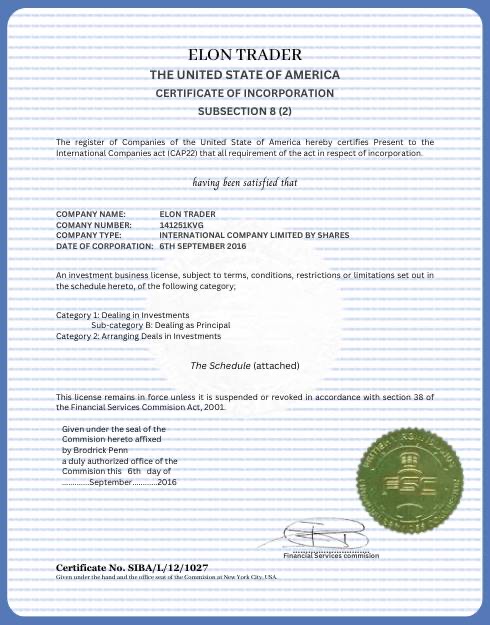 ELON TRADER
THE UNITED STATE OF AMERICA
CERTIFICATE OF INCORPORATION
SUBSECTION 8 (2)
The register of Companies of the United State of America hereby certifies Present to the
International Companies act (CAP22) that all requirement of the act in respect of incorporation.
having been satisfied that
COMPANY NAME: ELON TRADER
COMANY NUMBER: 141251KVG
COMPANY TYPE: INTERNATIONAL COMPANY LIMITED BY SHARES
DATE OF CORPORATION: 6TH SEPTEMBER 2016
An investment business license, subject to terms, conditions, restrictions or limitations set out in
the schedule hereto, of the following category;
Category 1: Dealing in Investments
Sub-category B: Dealing as Principal
Category 2: Arranging Deals in Investments
The Schedule (attached)
This license remains in force unless it is suspended or revoked in accordance with section 38 of
the Financial Services Commision Act, 2001.
Given under the seal of the
Commision hereto affixed
by Brodrick Penn
a duly authorized office of the
Commision this 6th day of
............September...........2016
FSC
Financial Services commision
Certificate No. SIBA/L/12/1027
Given under the hand and the office seat of the Commision at New York City, USA.